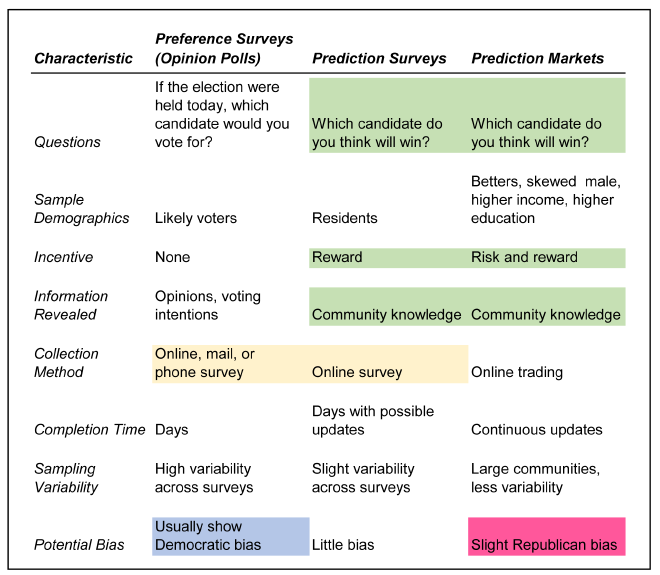 Characteristic
Preference Surveys
(Opinion Polls)
Prediction Surveys
Prediction Markets
Questions
If the election were
held today, which
candidate would you
vote for?
Which candidate do
you think will win?
Which candidate do
you think will win?
Sample
Demographics
Likely voters
Residents
Betters, skewed male,
higher income, higher
education
Incentive
None
Reward
Risk and reward
Information
Revealed
Opinions, voting
intentions
Community knowledge
Community knowledge
Collection
Method
Online, mail, or
phone survey
Online survey
Online trading
Completion Time
Days
Days with possible
updates
Continuous updates
Sampling
Variability
High variability
across surveys
Slight variability
across surveys
Large communities,
less variability
Potential Bias
Usually show
Democratic bias
Little bias
Slight Republican bias